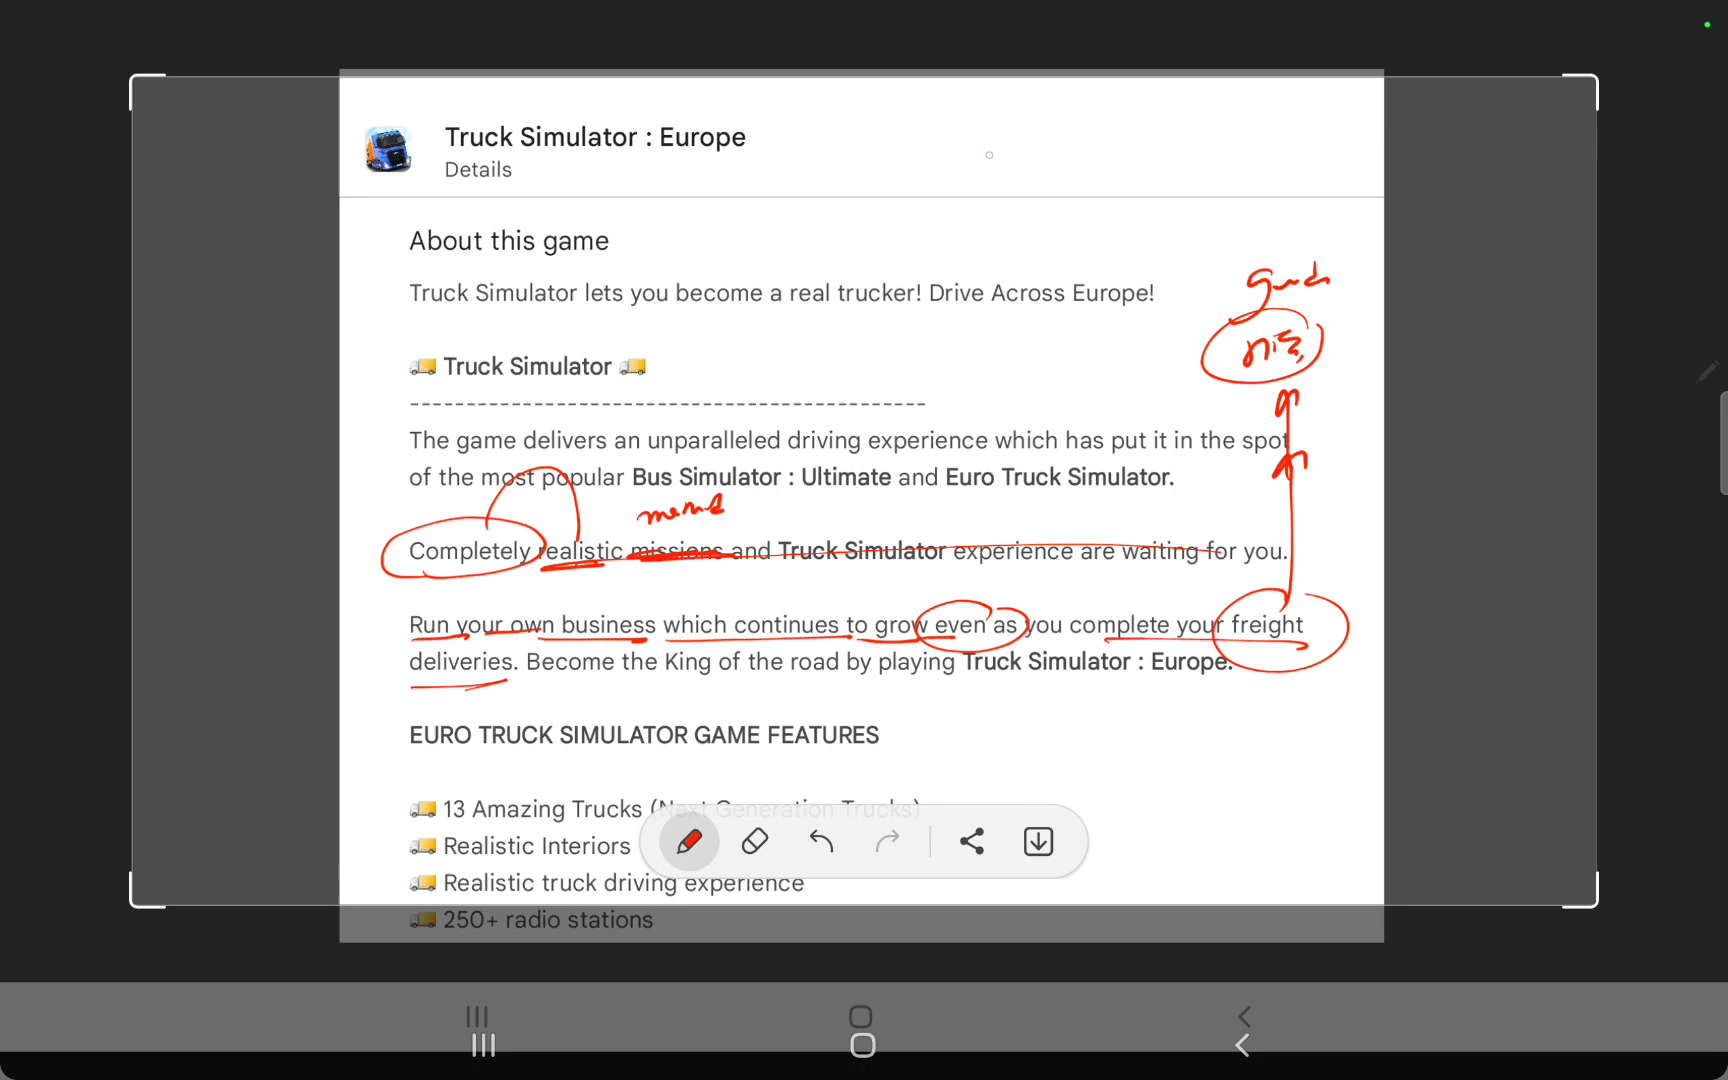 Truck Simulator : Europe
Details
About this game
Truck Simulator lets you become a real trucker! Drive Across Europe!
🚚 Truck Simulator 🚚
----------------------------------------------
The game delivers an unparalleled driving experience which has put it in the spot
of the most popular Bus Simulator : Ultimate and Euro Truck Simulator.
Completely realistic missions and Truck Simulator experience are waiting for you.
Run your own business which continues to grow even as you complete your freight
deliveries. Become the King of the road by playing Truck Simulator : Europe.
EURO TRUCK SIMULATOR GAME FEATURES
🚚 13 Amazing Trucks (Next Generation Trucks)
🚚 Realistic Interiors
🚚 Realistic truck driving experience
🚚 250+ radio stations